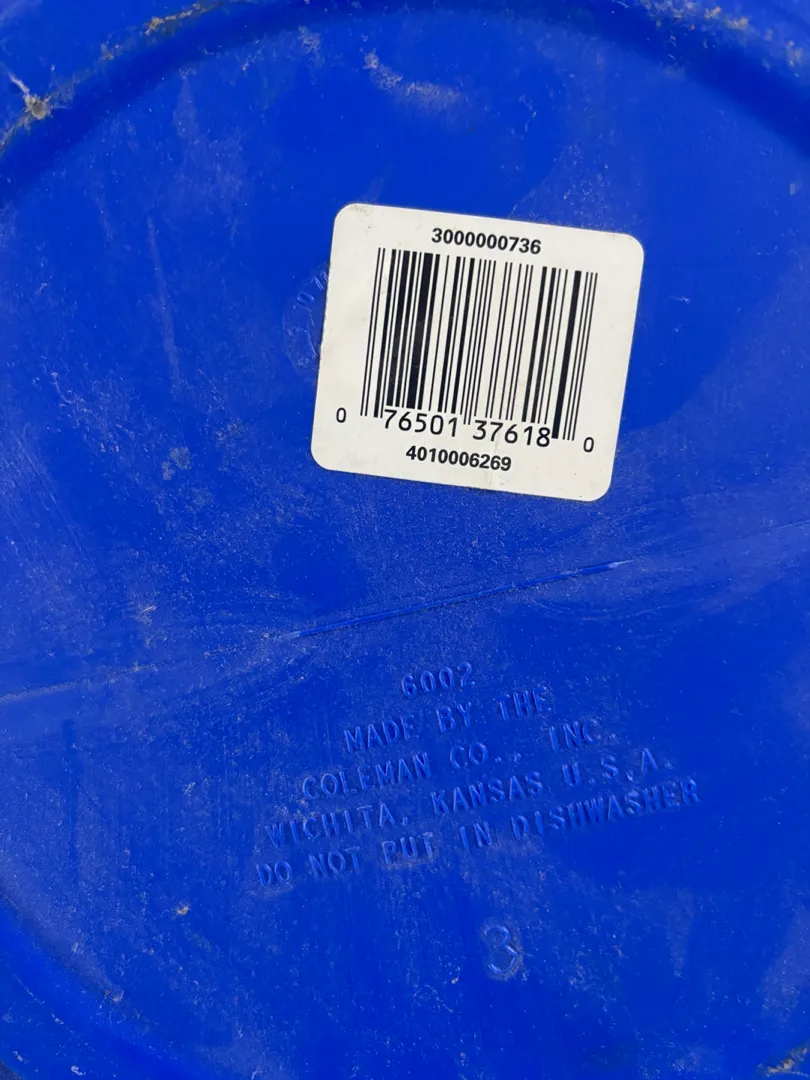 3000000736
0 76501 37618 0
4010006269
6002
MADE BY THE
COLEMAN CO., INC.
WICHITA, KANSAS U.S.A.
DO NOT PUT IN DISHWASHER
3